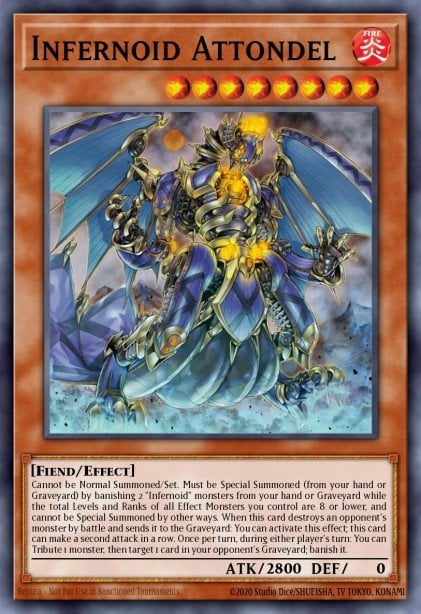 INFERNOID ATTONDEL
FIRE
炎
[FIEND/EFFECT]
Cannot be Normal Summoned/Set. Must be Special Summoned (from your hand or
Graveyard) by banishing 2 "Infernoid" monsters from your hand or Graveyard while
the total Levels and Ranks of all Effect Monsters you control are 8 or lower, and
cannot be Special Summoned by other ways. When this card destroys an opponent's
monster by battle and sends it to the Graveyard: You can activate this effect; this card
can make a second attack in a row. Once per turn, during either player's turn: You can
Tribute 1 monster, then target 1 card in your opponent's Graveyard; banish it.
ATK/2800 DEF/ 0
Replica - Not For Use in Sanctioned Tournaments
©2020 Studio Dice/SHUEISHA, TV TOKYO, KONAMI